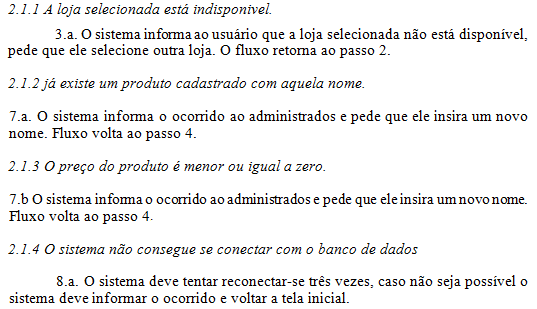 2.1.1 A loja selecionada está indisponivel.
3.a. O sistema informa ao usuário que a loja selecionada não está disponível,
pede que ele selecione outra loja. O fluxo retorna ao passo 2.
2.1.2 já existe um produto cadastrado com aquela nome.
7.a. O sistema informa o ocorrido ao administrados e pede que ele insira um novo
nome. Fluxo volta ao passo 4.
2.1.3 O preço do produto é menor ou igual a zero.
7.b O sistema informa o ocorrido ao administrados e pede que ele insira um novo nome.
Fluxo volta ao passo 4.
2.1.4 O sistema não consegue se conectar com o banco de dados
8.a. O sistema deve tentar reconectar-se três vezes, caso não seja possível o
sistema deve informar o ocorrido e voltar a tela inicial.